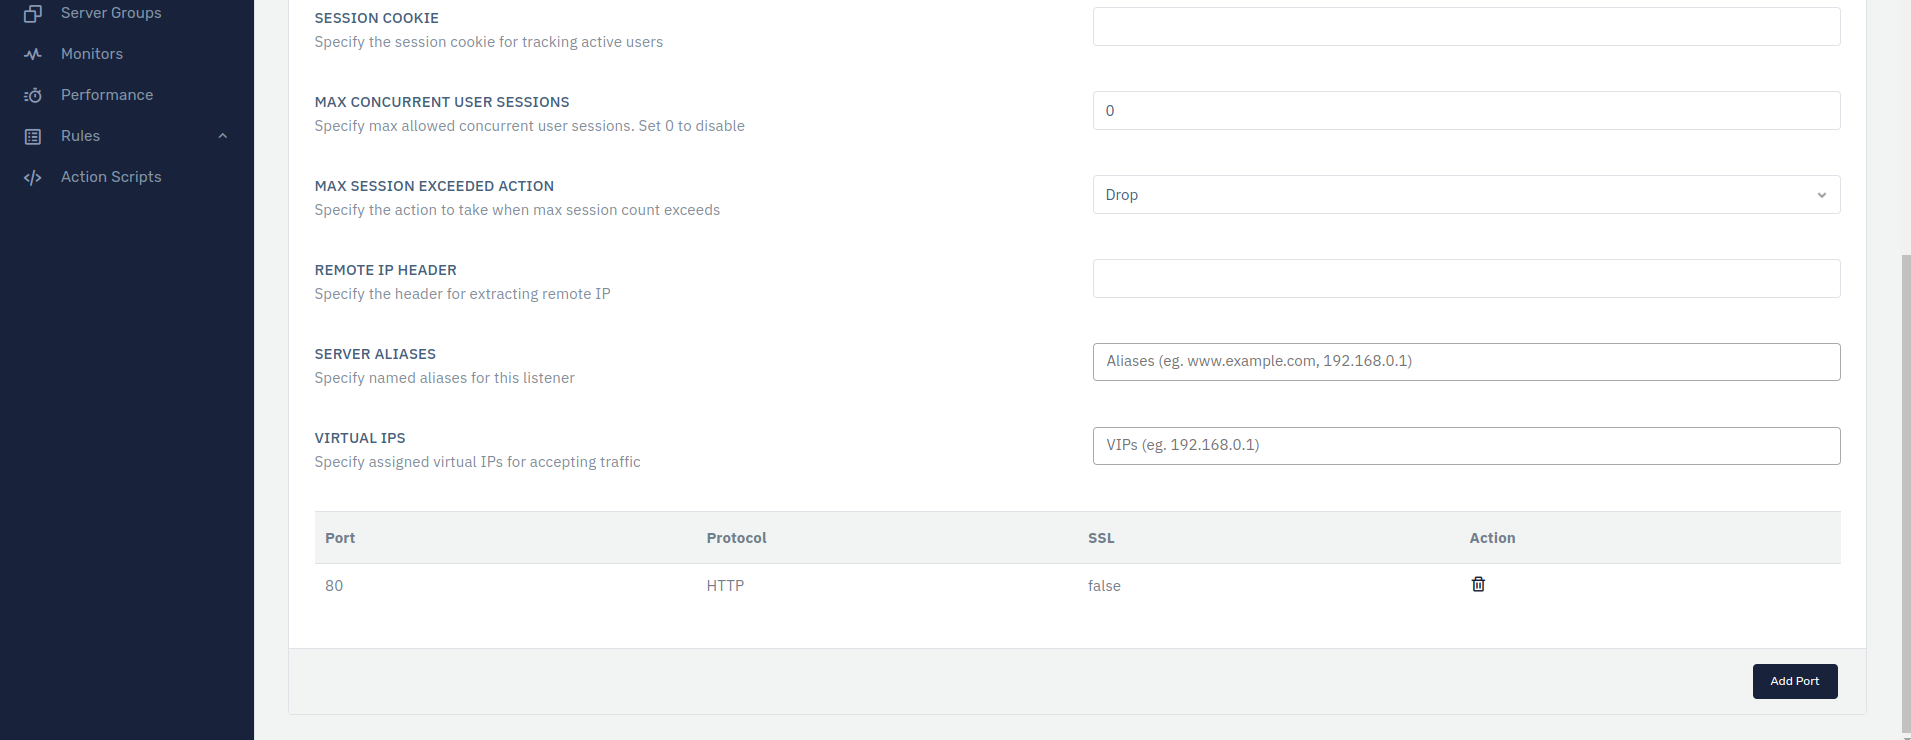 Server Groups
Monitors
Performance
Rules
Action Scripts
SESSION COOKIE
Specify the session cookie for tracking active users
MAX CONCURRENT USER SESSIONS
Specify max allowed concurrent user sessions. Set 0 to disable
0
MAX SESSION EXCEEDED ACTION
Specify the action to take when max session count exceeds
Drop
REMOTE IP HEADER
Specify the header for extracting remote IP
SERVER ALIASES
Specify named aliases for this listener
Aliases (eg. www.example.com, 192.168.0.1)
VIRTUAL IPS
Specify assigned virtual IPs for accepting traffic
VIPs (eg. 192.168.0.1)
Port Protocol SSL Action
80 HTTP false
Add Port